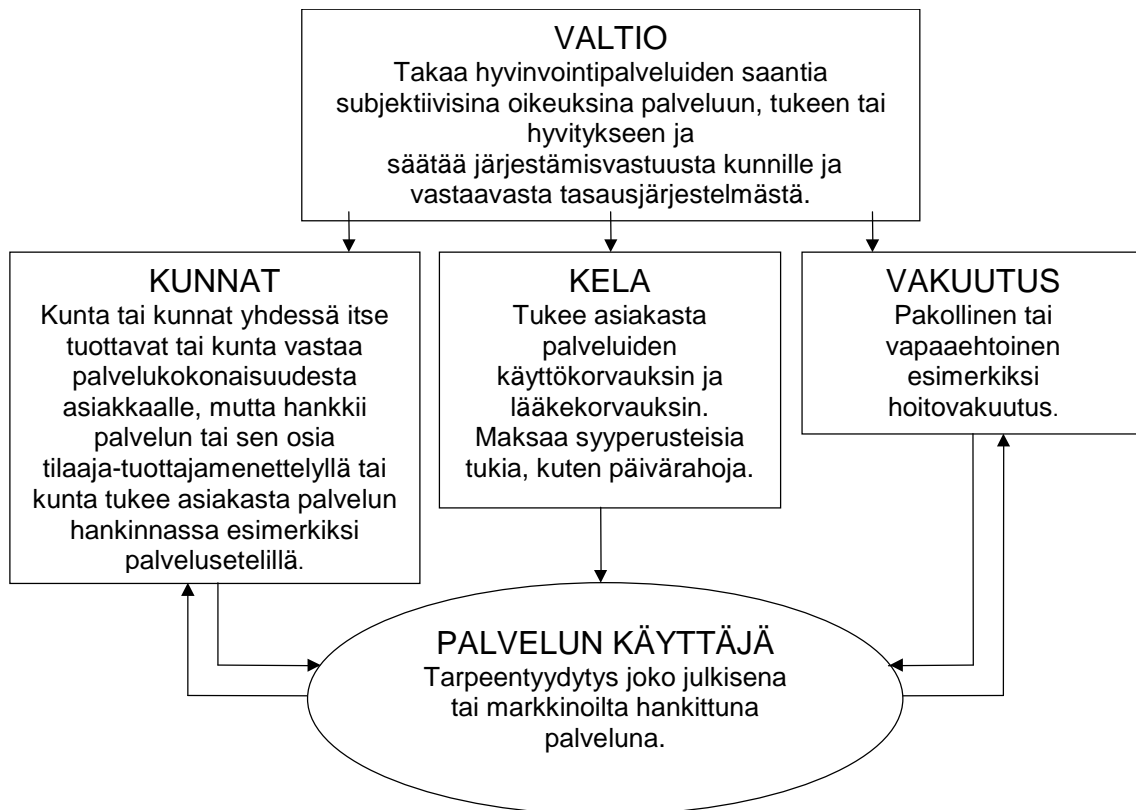 VALTIO
Takaa hyvinvointipalveluiden saantia
subjektiivisina oikeuksina palveluun, tukeen tai
hyvitykseen ja
säätää järjestämisvastuusta kunnille ja
vastaavasta tasausjärjestelmästä.
KUNNAT
Kunta tai kunnat yhdessä itse
tuottavat tai kunta vastaa
palvelukokonaisuudesta
asiakkaalle, mutta hankkii
palvelun tai sen osia
tilaaja-tuottajamenettelyllä tai
kunta tukee asiakasta palvelun
hankinnassa esimerkiksi
palvelusetelillä.
KELA
Tukee asiakasta
palveluiden
käyttökorvauksin ja
lääkekorvauksin.
Maksaa syyperusteisia
tukia, kuten päivärahoja.
VAKUUTUS
Pakollinen tai
vapaaehtoinen
esimerkiksi
hoitovakuutus.
PALVELUN KÄYTTÄJÄ
Tarpeentyydytys joko julkisena
tai markkinoilta hankittuna
palveluna.